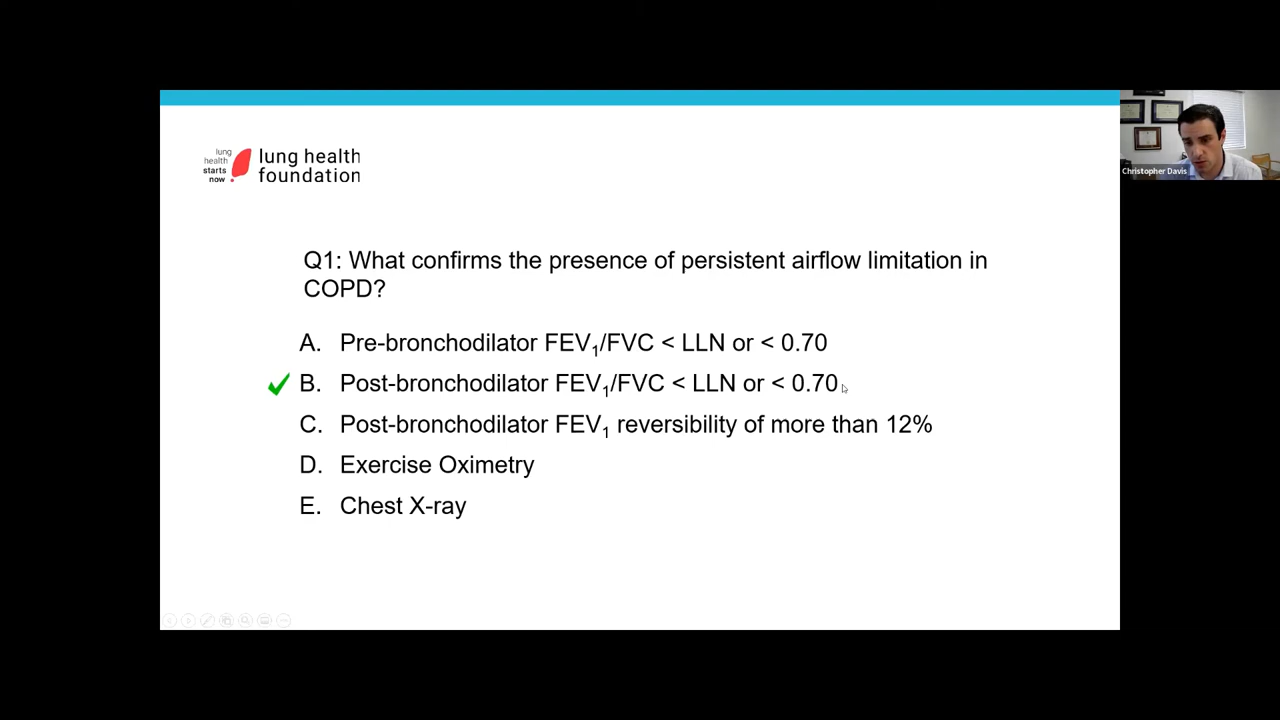 lung
health
starts
now
lung health
foundation
Christopher Davis
Q1: What confirms the presence of persistent airflow limitation in
COPD?
A. Pre-bronchodilator FEV₁/FVC < LLN or < 0.70
B. Post-bronchodilator FEV₁/FVC < LLN or < 0.70
C. Post-bronchodilator FEV₁ reversibility of more than 12%
D. Exercise Oximetry
E. Chest X-ray